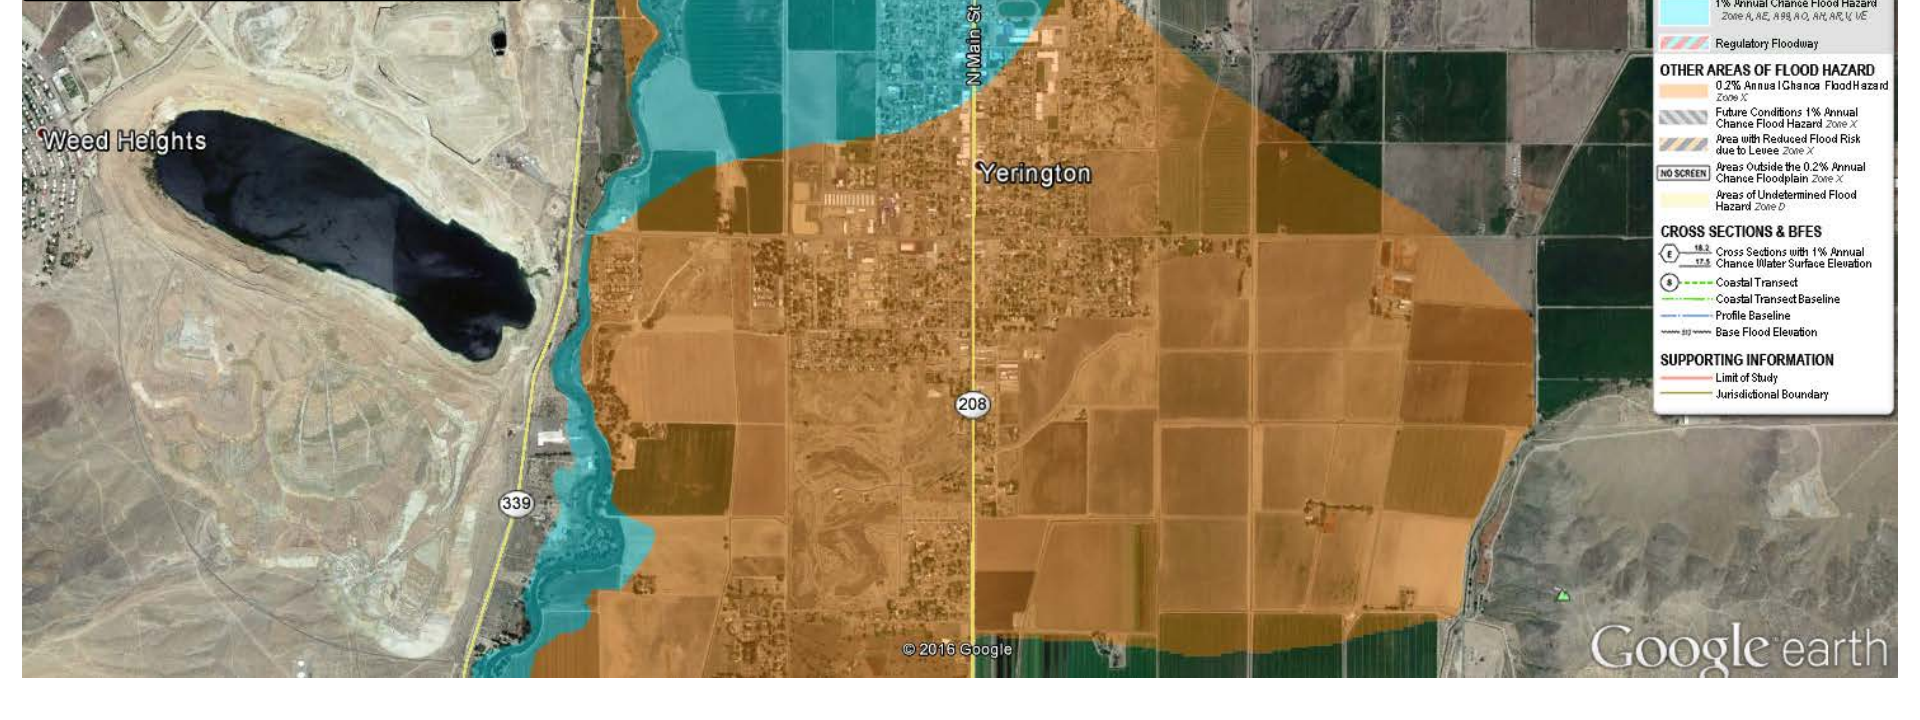 1% Annual Chance Flood Hazard
Zone A, AE, A99, AO, AH, AR, V, VE
Regulatory Floodway
OTHER AREAS OF FLOOD HAZARD
0.2% Annual Chance Flood Hazard
Zone X
Future Conditions 1% Annual
Chance Flood Hazard Zone X
Area with Reduced Flood Risk
due to Levee Zone X
NO SCREEN
Areas Outside the 0.2% Annual
Chance Floodplain Zone X
Areas of Undetermined Flood
Hazard Zone D
CROSS SECTIONS & BFES
E
18.2
17.5
Cross Sections with 1% Annual
Chance Water Surface Elevation
8
Coastal Transect
Coastal Transect Baseline
Profile Baseline
Base Flood Elevation
SUPPORTING INFORMATION
Limit of Study
Jurisdictional Boundary
N Main St
Weed Heights
Yerington
208
339
© 2016 Google
Google earth